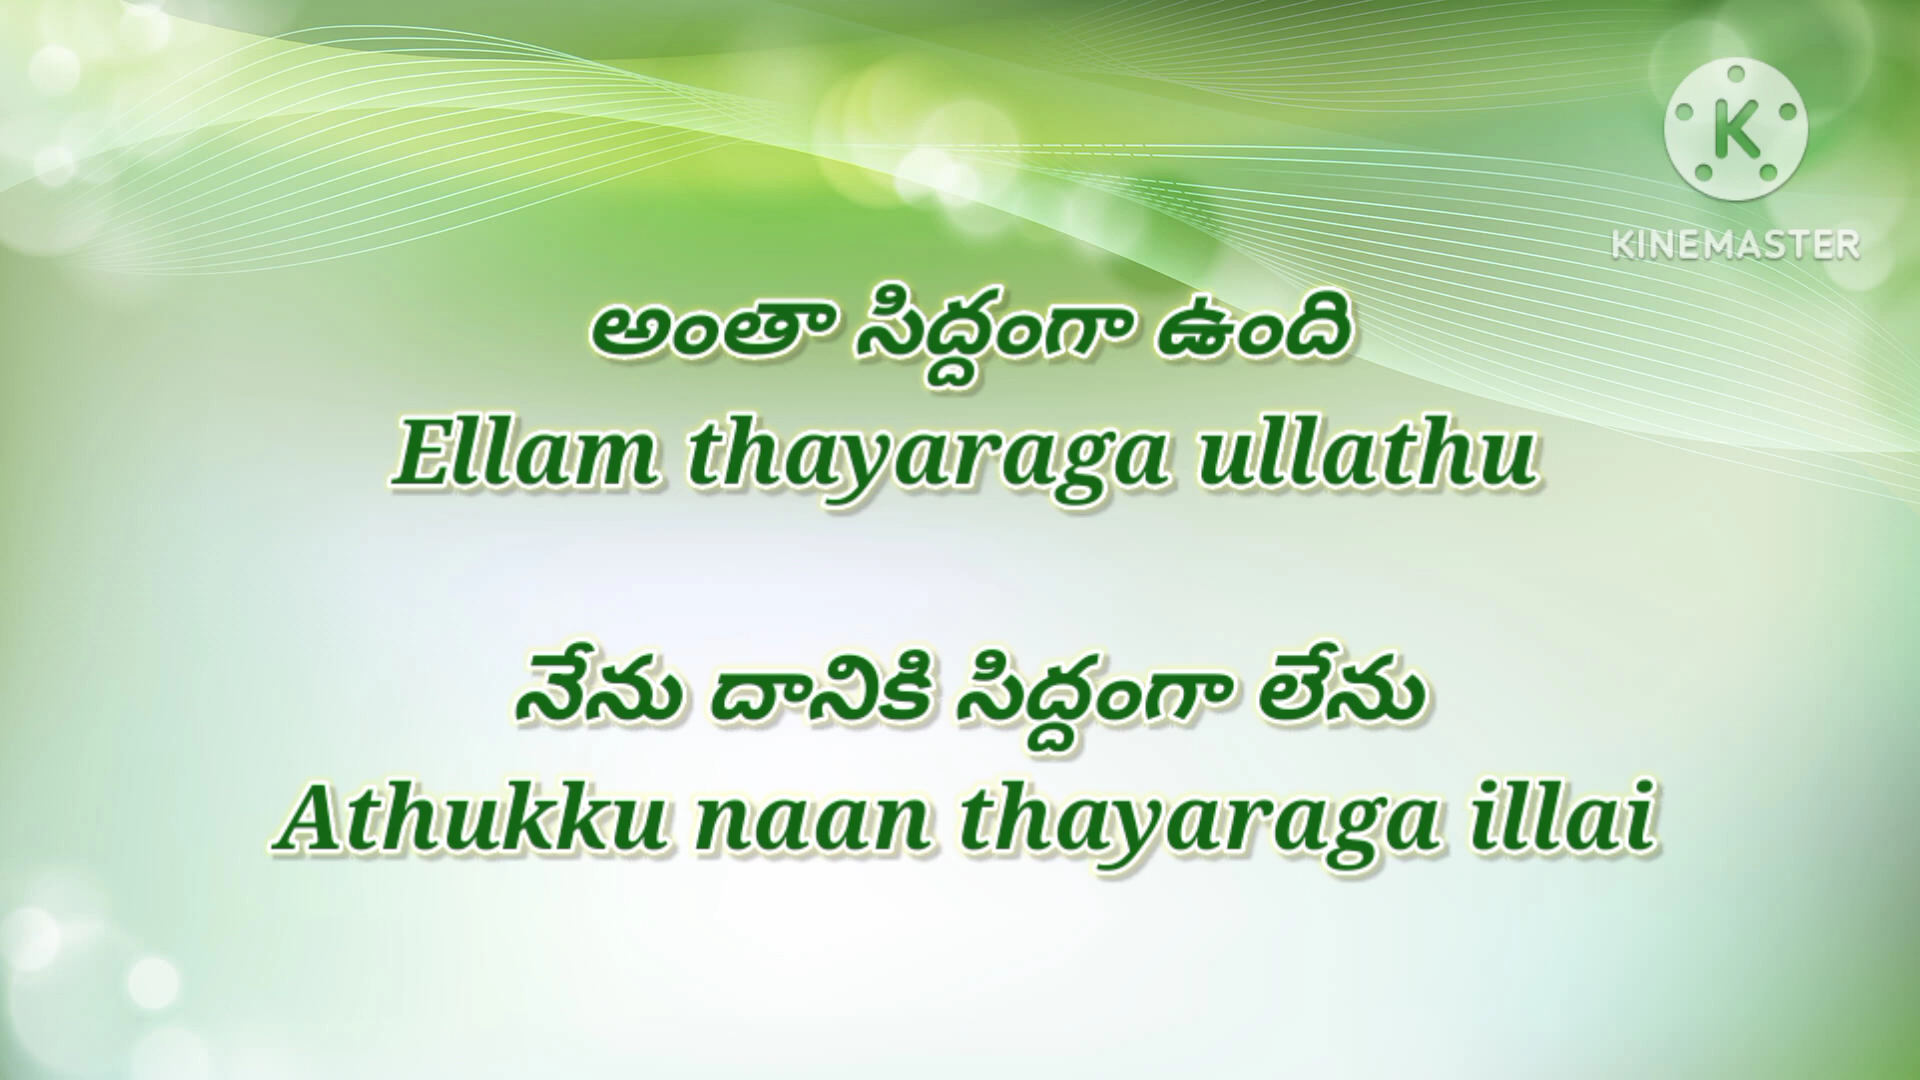 K
KINEMASTER
అంతా సిద్దంగా ఉంది
Ellam thayaraga ullathu
నేను దానికి సిద్దంగా లేను
Athukku naan thayaraga illai